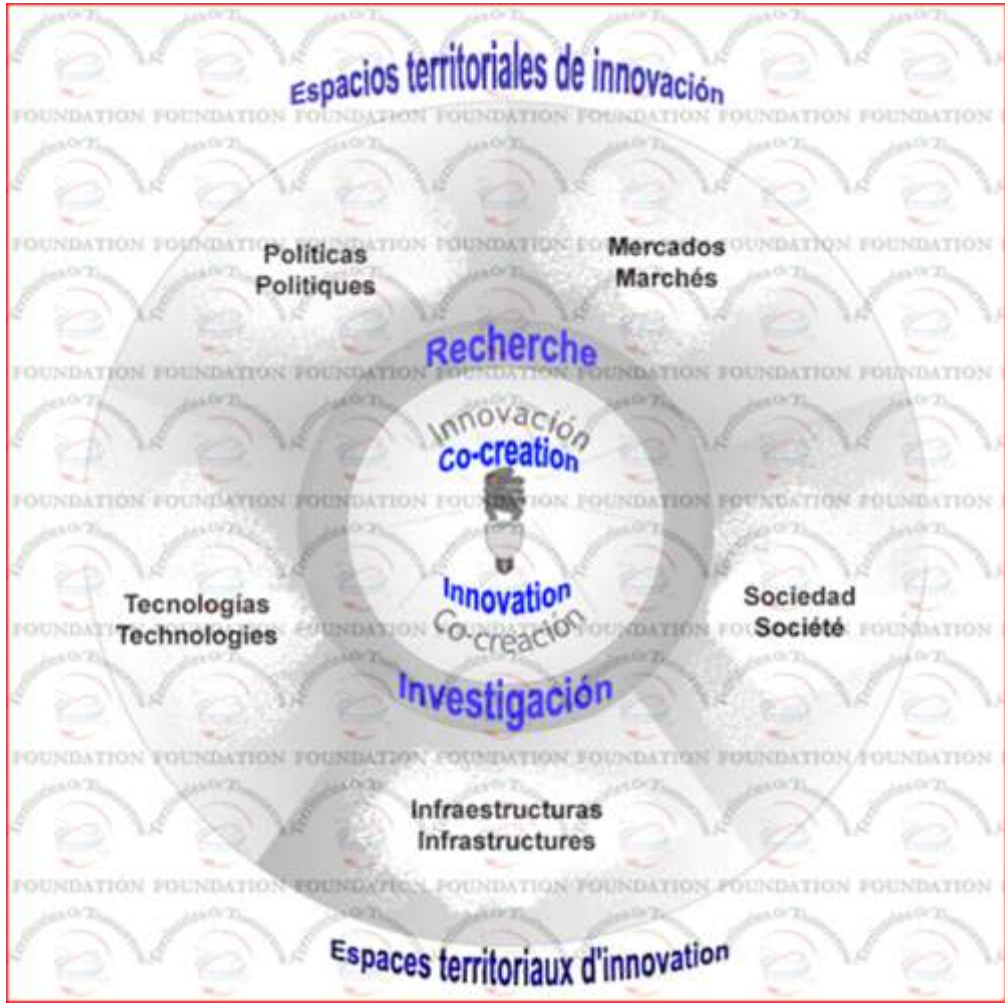 Espacios territoriales de innovación
Políticas
Politiques
Mercados
Marchés
Recherche
Innovación
Co-creation
Innovation
Co-creación
Investigación
Tecnologías
Technologies
Sociedad
Société
Infraestructuras
Infrastructures
Espaces territoriaux d'innovation
FOUNDATION